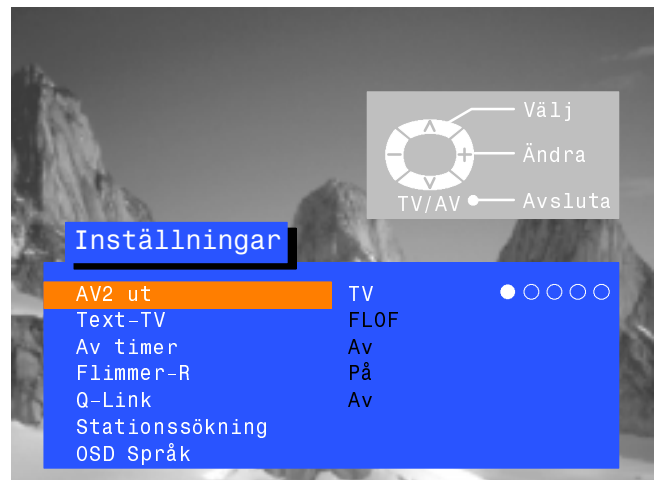 Välj
Ändra
TV/AV Avsluta
Inställningar
AV2 ut TV
Text-TV FLOF
Av timer Av
Flimmer-R På
Q-Link Av
Stationssökning
OSD Språk